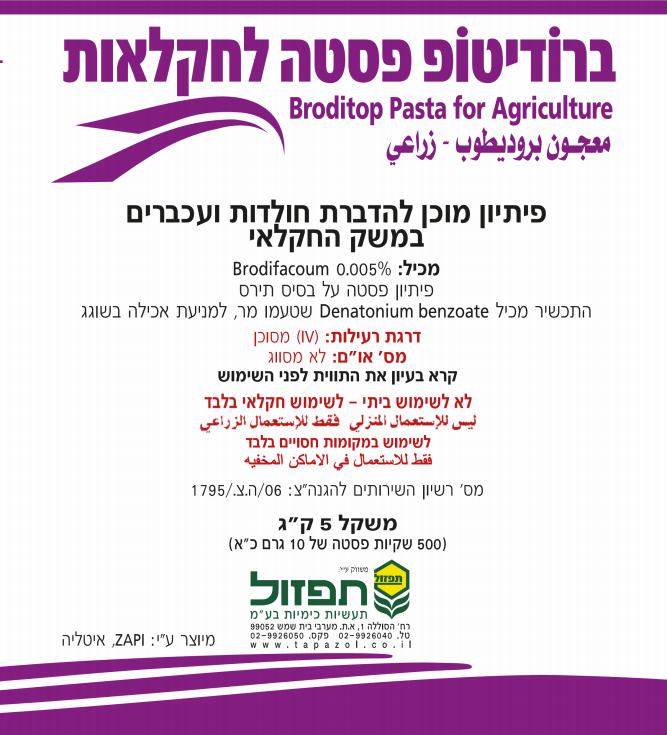 ברודיטופ פסטה לחקלאות
Broditop Pasta for Agriculture
معجون بروديطوب - زراعي
פיתיון מוכן להדברת חולדות ועכברים
במשק החקלאי
מכיל: Brodifacoum 0.005%
פיתיון פסטה על בסיס תירס
התכשיר מכיל Denatonium benzoate שטעמו מר, למניעת אכילה בשוגג
דרגת רעילות: (IV) מסוכן
מס' או"ם: לא מסווג
קרא בעיון את התווית לפני השימוש
לא לשימוש ביתי – לשימוש חקלאי בלבד
ليس للإستعمال المنزلي فقط للإستعمال الزراعي
לשימוש במקומות חסויים בלבד
فقط للاستعمال في الاماكن المخفيه
מס' רשיון השירותים להגנה"צ: 06/ה.צ./1795
משקל 5 ק"ג
(500 שקיות פסטה של 10 גרם כ"א)
משווק ע"י:
תפזול
תפזול
תעשיות כימיות בע"מ
רח' הסוללה 1, א.ת. מערבי בית שמש 99052
טל. 02-9926040 פקס. 02-9926050
www.tapazol.co.il
מיוצר ע"י: ZAPI, איטליה